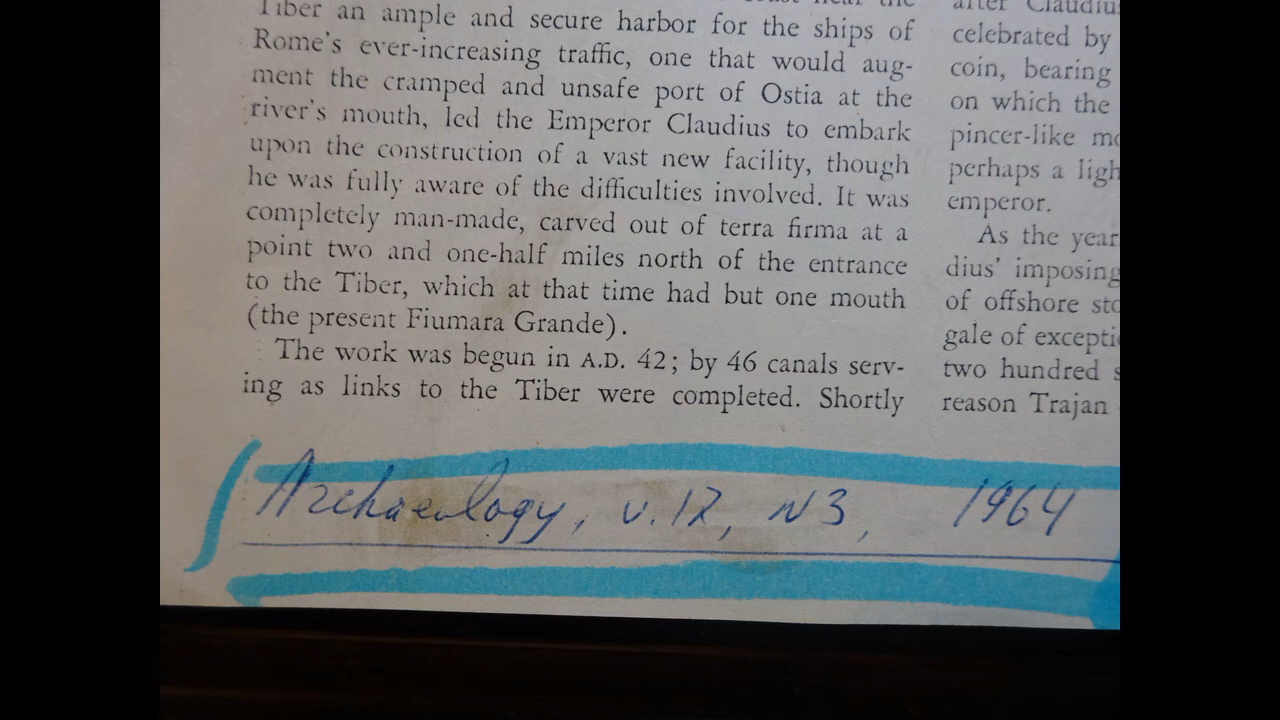 Tiber an ample and secure harbor for the ships of
Rome's ever-increasing traffic, one that would aug-
ment the cramped and unsafe port of Ostia at the
river's mouth, led the Emperor Claudius to embark
upon the construction of a vast new facility, though
he was fully aware of the difficulties involved. It was
completely man-made, carved out of terra firma at a
point two and one-half miles north of the entrance
to the Tiber, which at that time had but one mouth
(the present Fiumara Grande).
The work was begun in A.D. 42; by 46 canals serv-
ing as links to the Tiber were completed. Shortly
after Claudius
celebrated by
coin, bearing
on which the
pincer-like
perhaps a
emperor.
As the
dius' imposing
of offshore
gale of
two hundred
reason Trajan
Archaeology, v.12, N3, 1964